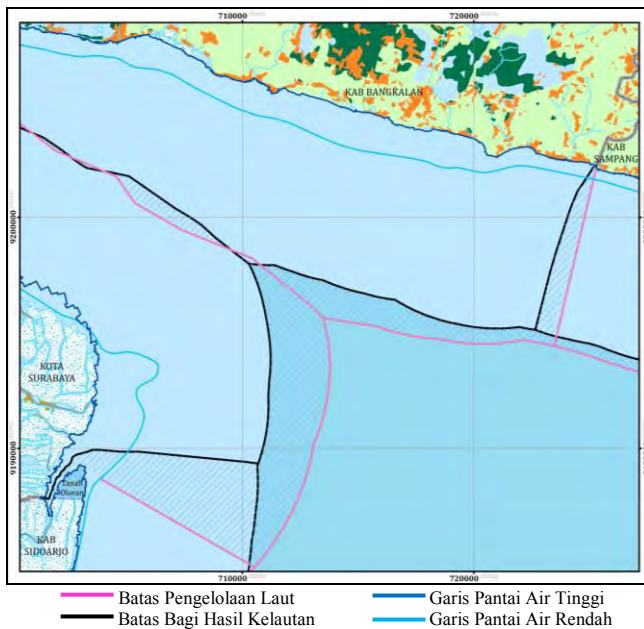 710000 720000
KAB BANGKALAN
KAB
SAMPANG
9200000
KOTA
SURABAYA
9190000
Tanah
Oloran
KAB
SIDOARJO
710000 720000
Batas Pengelolaan Laut Garis Pantai Air Tinggi
Batas Bagi Hasil Kelautan Garis Pantai Air Rendah